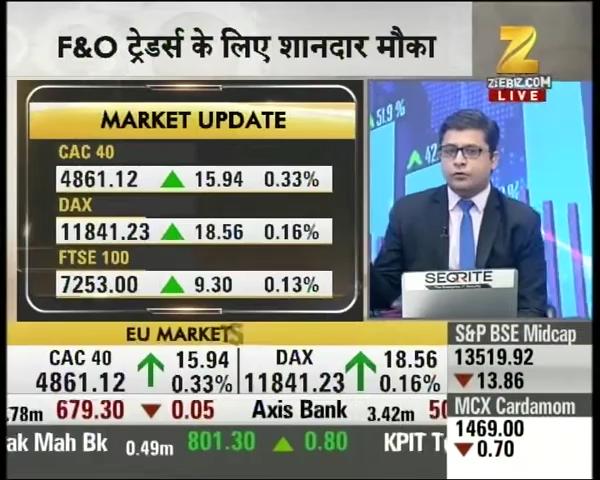 F&O ट्रेडर्स के लिए शानदार मौका
ZEEBIZ.COM
LIVE
51.9 %
MARKET UPDATE
CAC 40
4861.12 15.94 0.33%
DAX
11841.23 18.56 0.16%
FTSE 100
7253.00 9.30 0.13%
SEQRITE
EU MARKETS
CAC 40 15.94
4861.12 0.33%
DAX 18.56
11841.23 0.16%
S&P BSE Midcap
13519.92
13.86
MCX Cardamom
1469.00
0.70
.78m 679.30 0.05 Axis Bank 3.42m 50
ak Mah Bk 0.49m 801.30 0.80 KPIT T